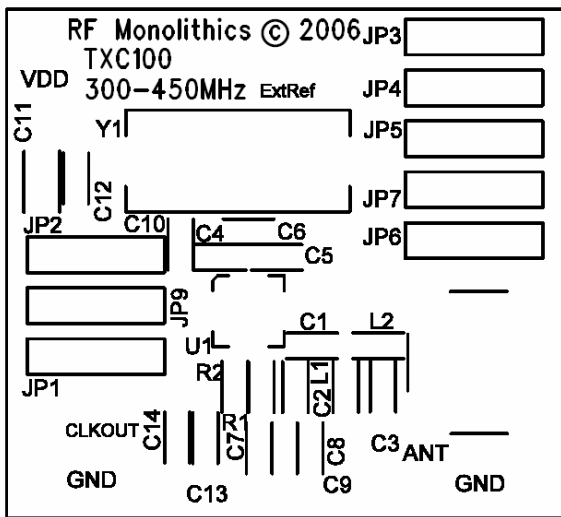 RF Monolithics © 2006
TXC100
300-450MHz ExtRef
VDD
JP3
JP4
JP5
JP7
JP6
C11
Y1
C12
JP2
C10
C4
C6
C5
JP9
U1
C1
L2
JP1
R2
L1
C2
R1
CLKOUT
C14
C7
C8
C3
ANT
GND
C13
C9
GND